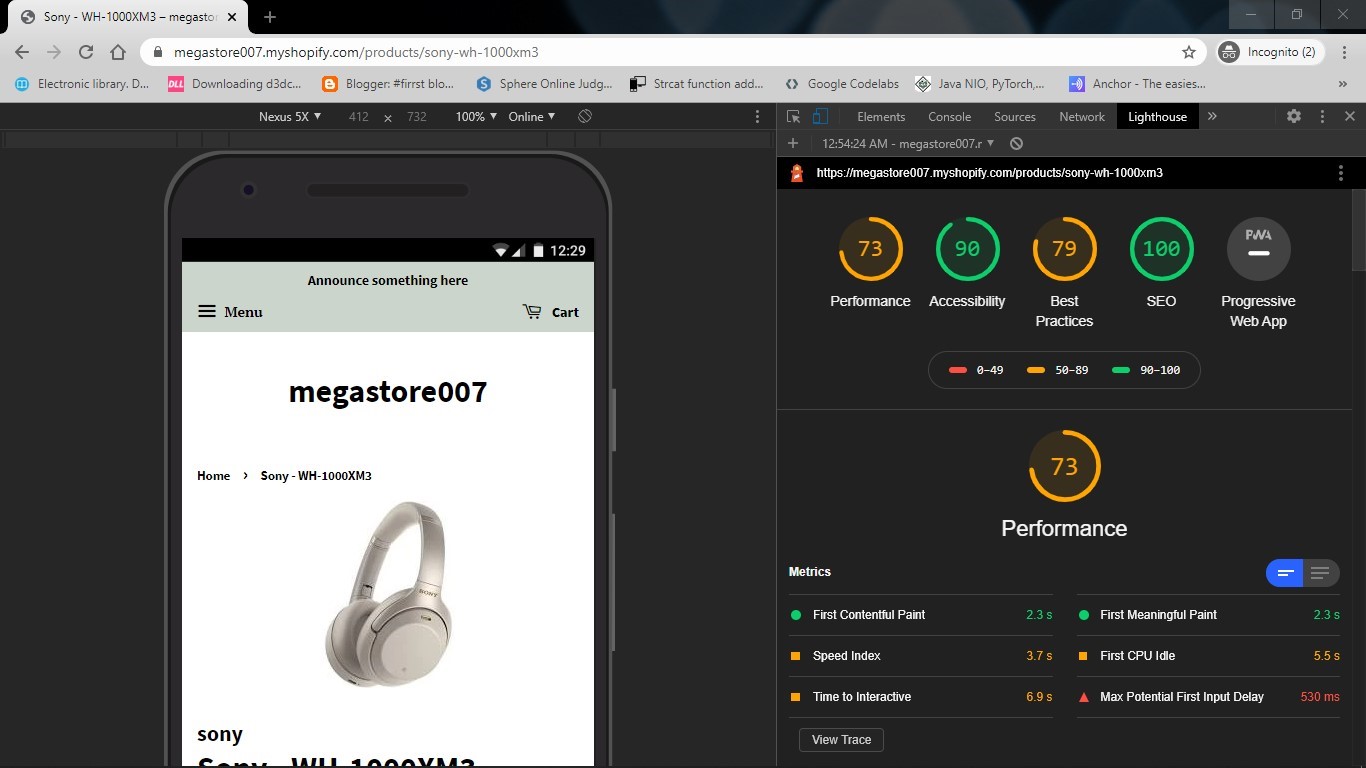 Sony - WH-1000XM3 – megastor
megastore007.myshopify.com/products/sony-wh-1000xm3
Incognito (2)
Electronic library. D...
DLL
Downloading d3dc...
Blogger: #firrst blo...
Sphere Online Judg...
Strcat function add...
Google Codelabs
Java NIO, PyTorch,...
Anchor - The easies...
»
Nexus 5X ▼ 412 × 732 100% ▼ Online ▼
Elements Console Sources Network Lighthouse »
12:54:24 AM - megastore007.r ▼
https://megastore007.myshopify.com/products/sony-wh-1000xm3
12:29
Announce something here
Menu
Cart
megastore007
Home › Sony - WH-1000XM3
SONY
sony
Sony - WH-1000XM3
73 90 79 100 PWA
Performance Accessibility Best Practices SEO Progressive Web App
0–49 50–89 90–100
73
Performance
Metrics
First Contentful Paint 2.3 s
First Meaningful Paint 2.3 s
Speed Index 3.7 s
First CPU Idle 5.5 s
Time to Interactive 6.9 s
Max Potential First Input Delay 530 ms
View Trace